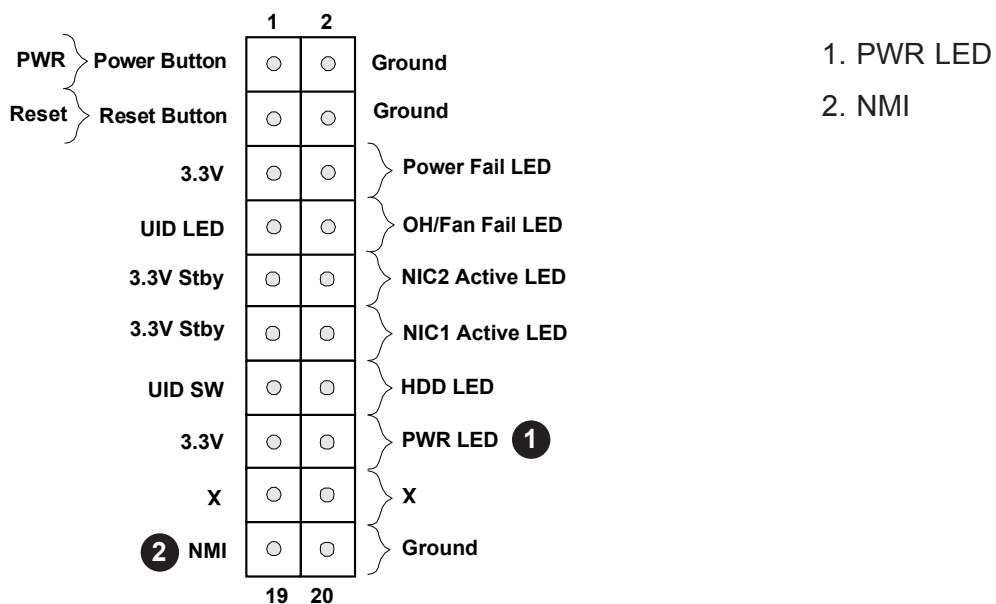 1 2
PWR Power Button Ground
Reset Reset Button Ground
3.3V Power Fail LED
UID LED OH/Fan Fail LED
3.3V Stby NIC2 Active LED
3.3V Stby NIC1 Active LED
UID SW HDD LED
3.3V PWR LED 1
X X
2 NMI Ground
19 20
1. PWR LED
2. NMI